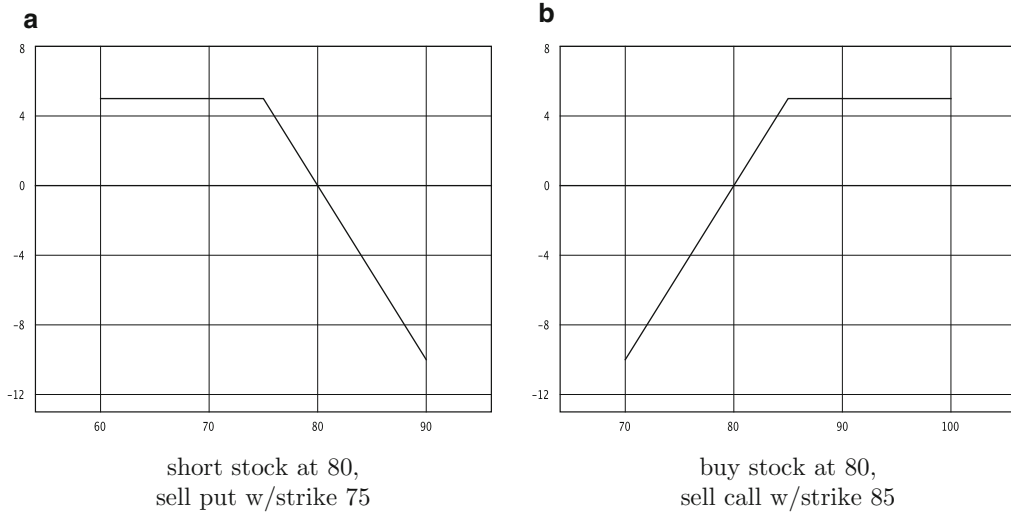 a
8
4
0
-4
-8
-12
60 70 80 90
short stock at 80,
sell put w/strike 75
b
8
4
0
-4
-8
-12
70 80 90 100
buy stock at 80,
sell call w/strike 85